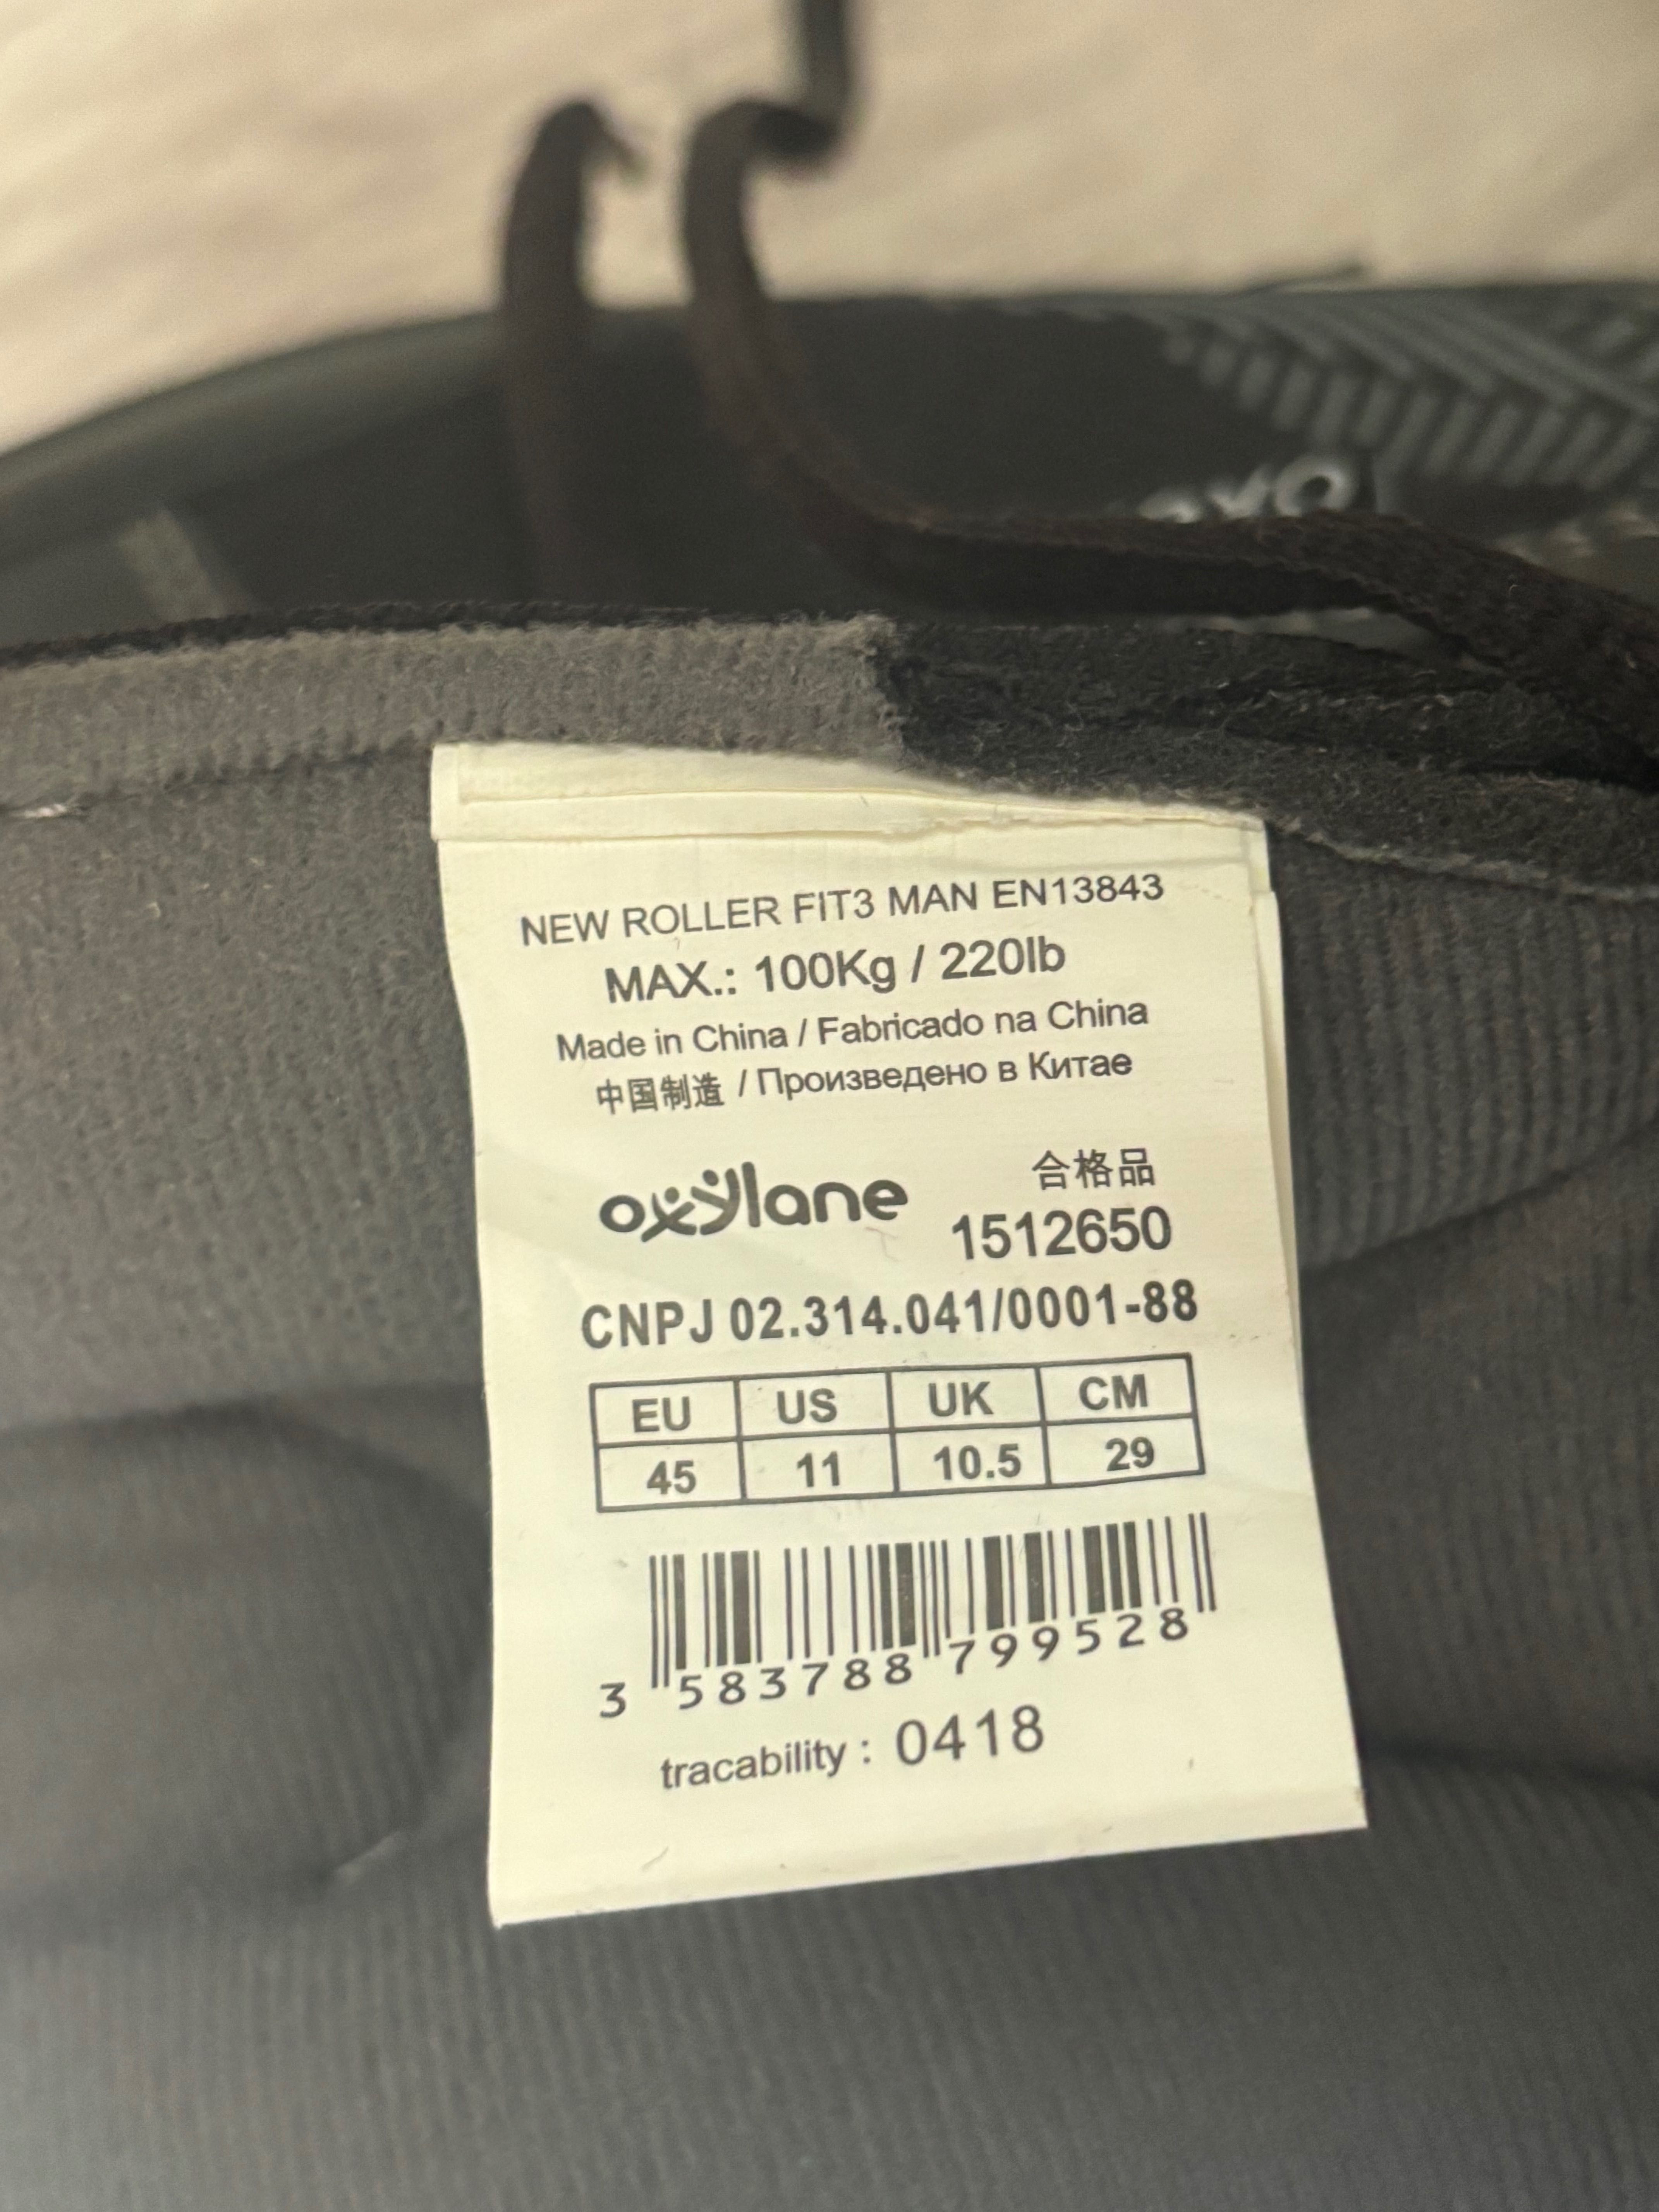 NEW ROLLER FIT3 MAN EN13843
MAX.: 100Kg / 220lb
Made in China / Fabricado na China
中国制造 / Произведено в Китае
oxylane
合格品
1512650
CNPJ 02.314.041/0001-88
EU US UK CM
45 11 10.5 29
3 583788 799528
tracability : 0418